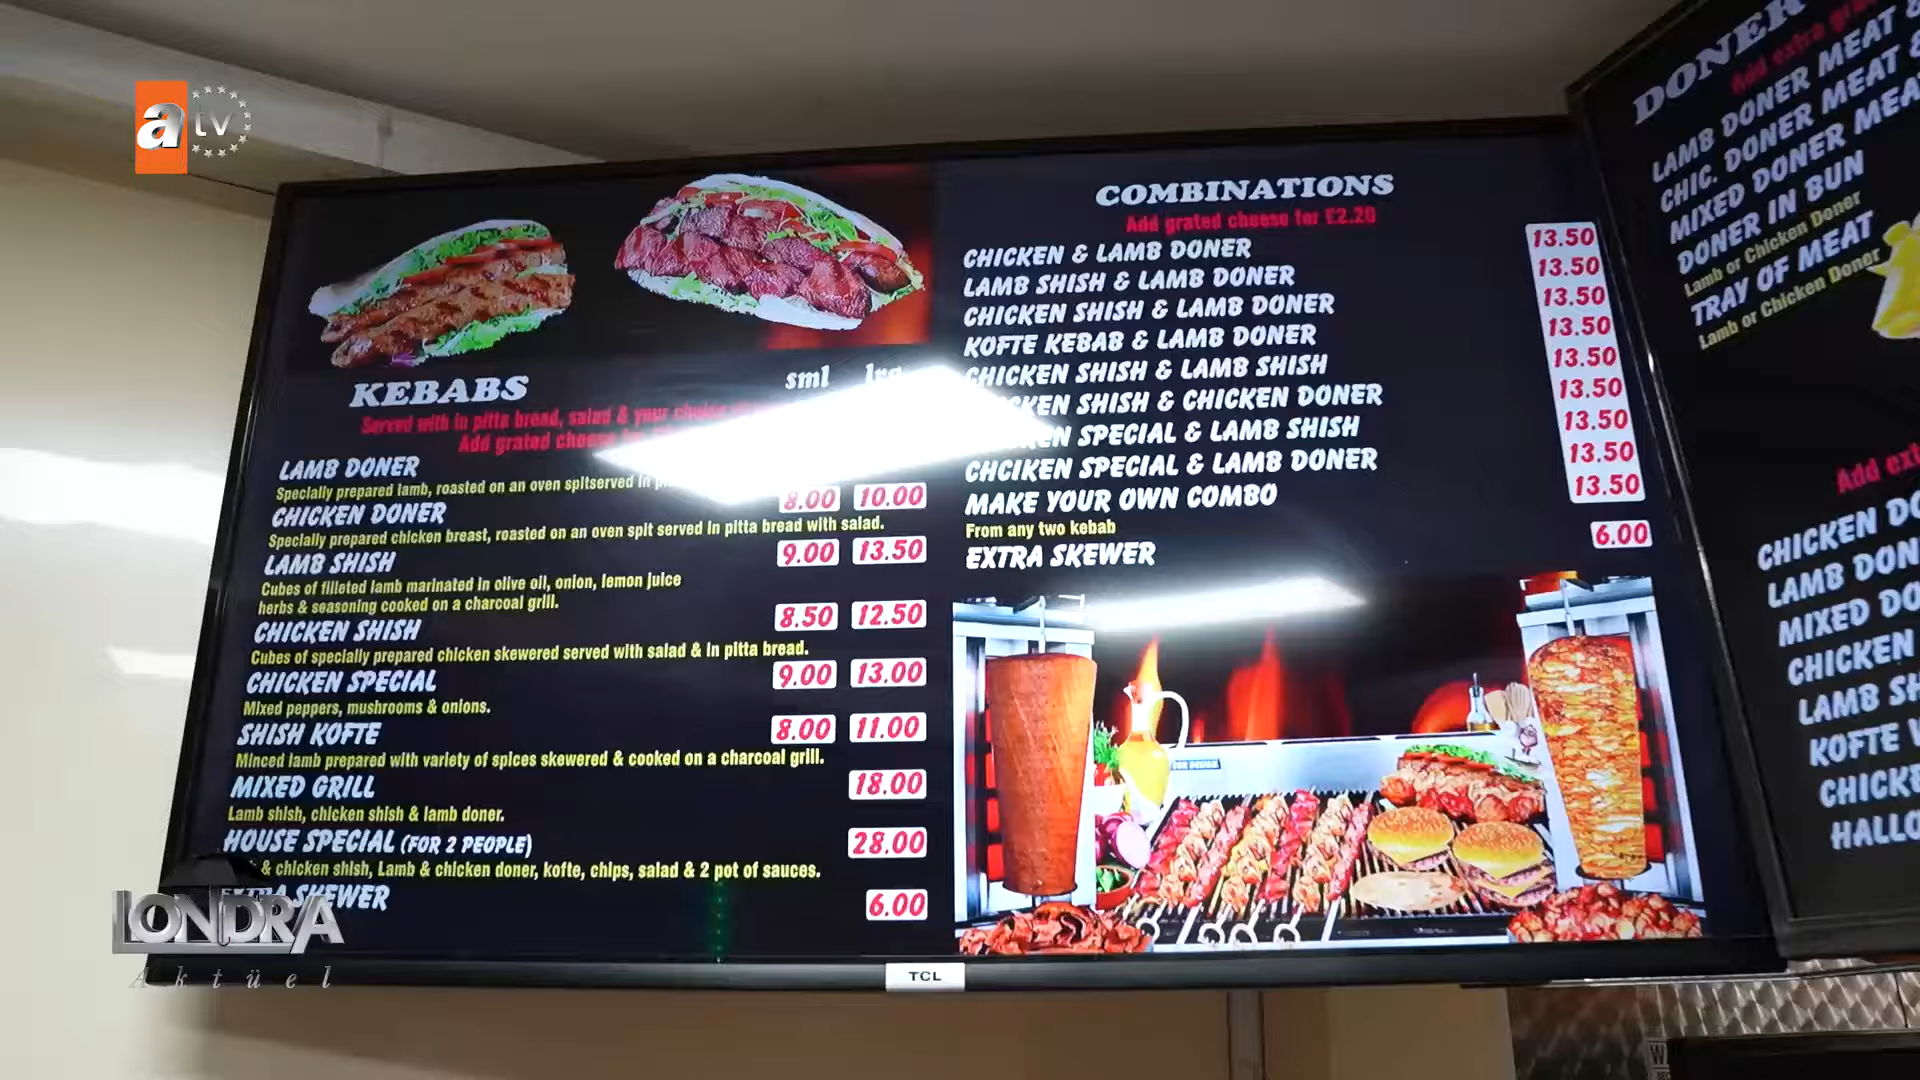 atv
KEBABS
sml
Served with in pitta bread, salad & your
Add grated cheese
LAMB DONER
Specially prepared lamb, roasted on an oven spitserved in
8.00 10.00
CHICKEN DONER
Specially prepared chicken breast, roasted on an oven spit served in pitta bread with salad.
9.00 13.50
LAMB SHISH
Cubes of filleted lamb marinated in olive oil, onion, lemon juice
herbs & seasoning cooked on a charcoal grill.
8.50 12.50
CHICKEN SHISH
Cubes of specially prepared chicken skewered served with salad & in pitta bread.
9.00 13.00
CHICKEN SPECIAL
Mixed peppers, mushrooms & onions.
8.00 11.00
SHISH KOFTE
Minced lamb prepared with variety of spices skewered & cooked on a charcoal grill.
MIXED GRILL 18.00
Lamb shish, chicken shish & lamb doner.
HOUSE SPECIAL (FOR 2 PEOPLE) 28.00
& chicken shish, Lamb & chicken doner, kofte, chips, salad & 2 pot of sauces.
EXTRA SKEWER 6.00
COMBINATIONS
Add grated cheese for £2.20
CHICKEN & LAMB DONER 13.50
LAMB SHISH & LAMB DONER 13.50
CHICKEN SHISH & LAMB DONER 13.50
KOFTE KEBAB & LAMB DONER 13.50
CHICKEN SHISH & LAMB SHISH 13.50
SHISH & CHICKEN DONER 13.50
SPECIAL & LAMB SHISH 13.50
CHCIKEN SPECIAL & LAMB DONER 13.50
MAKE YOUR OWN COMBO 13.50
From any two kebab
EXTRA SKEWER 6.00
DONER
Add extra
LAMB DONER MEAT &
CHIC. DONER MEAT &
MIXED DONER
DONER IN BUN
Lamb or Chicken Doner
TRAY OF MEAT
Lamb or Chicken Doner
Add
CHICKEN
LAMB
MIXED
CHICKEN
LAMB
KOFTE
TCL
LONDRA
Aktüel